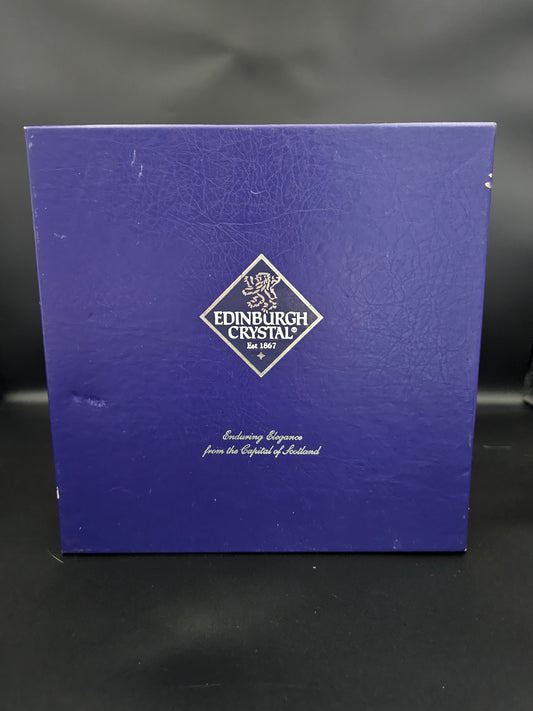 EDINBURGH
CRYSTAL®
Est 1867
Enduring Elegance
from the Capital of Scotland